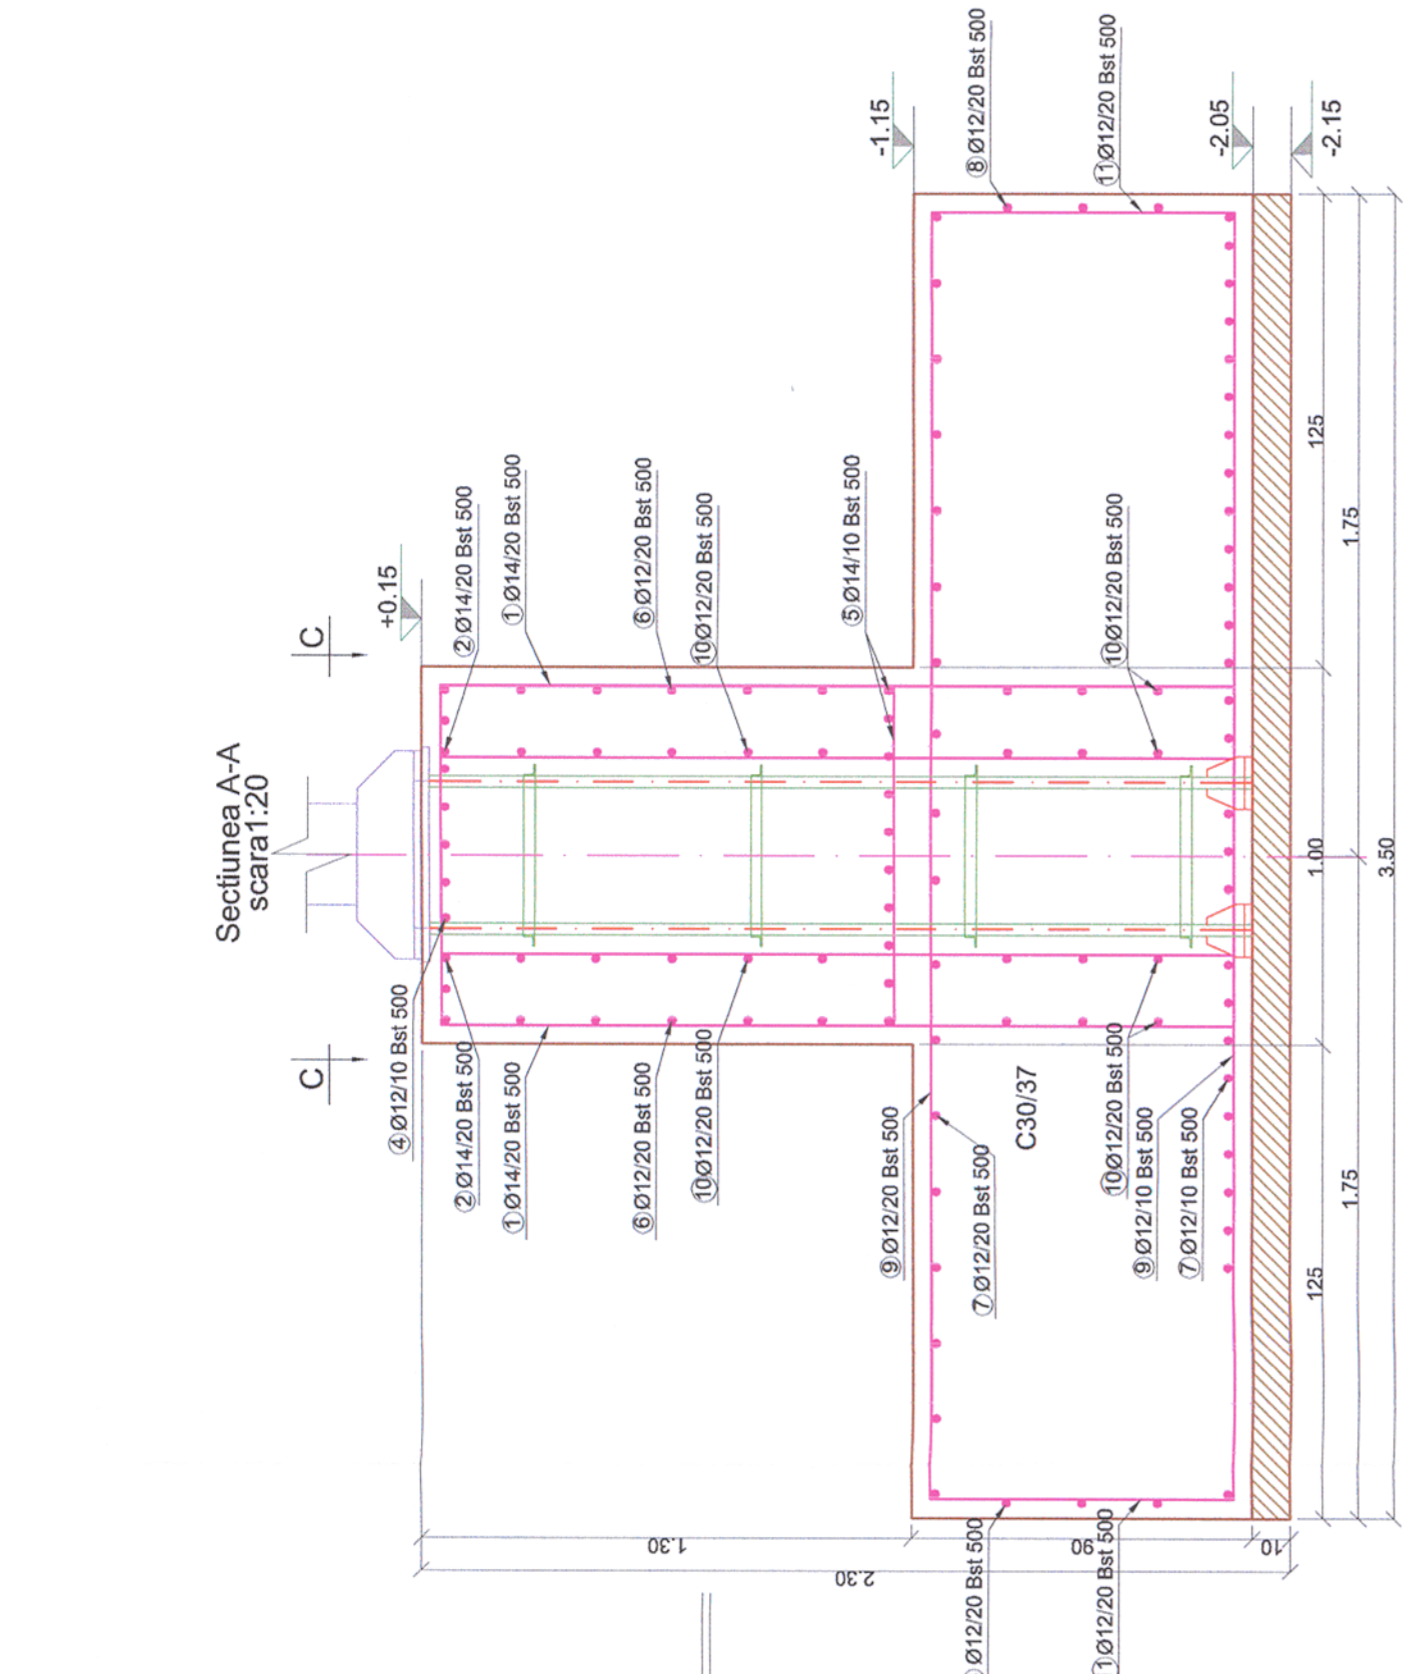 Sectiunea A-A
scara1:20
C
C
+0.15
-1.15
-2.05
-2.15
④Ø12/10 Bst 500
②Ø14/20 Bst 500
①Ø14/20 Bst 500
⑥Ø12/20 Bst 500
⑩Ø12/20 Bst 500
②Ø14/20 Bst 500
①Ø14/20 Bst 500
⑥Ø12/20 Bst 500
⑩Ø12/20 Bst 500
⑤Ø14/10 Bst 500
⑩Ø12/20 Bst 500
⑧Ø12/20 Bst 500
⑪Ø12/20 Bst 500
⑨Ø12/20 Bst 500
⑦Ø12/20 Bst 500
C30/37
⑩Ø12/20 Bst 500
⑨Ø12/10 Bst 500
⑦Ø12/10 Bst 500
Ø12/20 Bst 500
Ø12/20 Bst 500
1.30
90
10
2.30
125
1.00
125
1.75
1.75
3.50